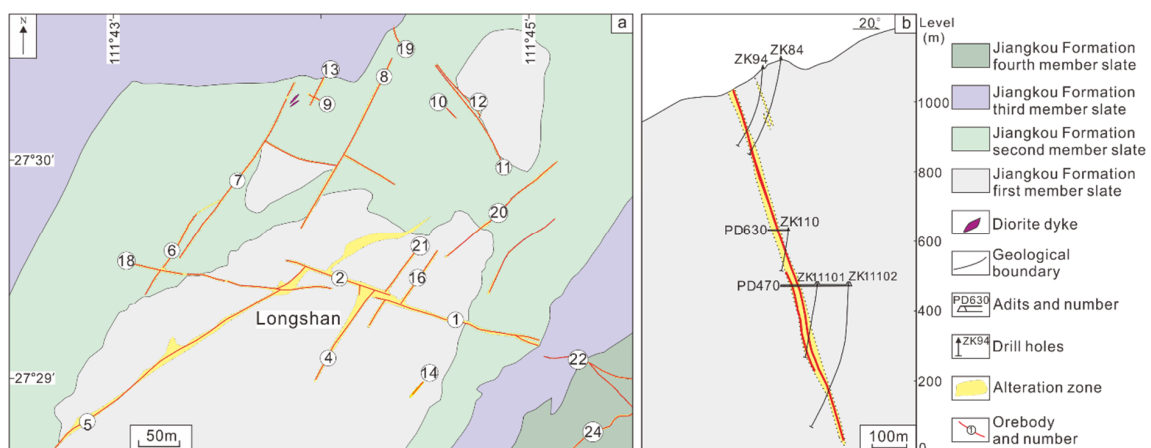 N
111°43′
111°45′
a
27°30′
27°29′
19
13
8
9
10
12
11
7
20
6
18
21
2
16
Longshan
1
4
22
14
5
24
50m
b
20°
ZK94
ZK84
PD630
ZK110
PD470
ZK11101
ZK11102
100m
Level
(m)
1000
800
600
400
200
0
Jiangkou Formation
fourth member slate
Jiangkou Formation
third member slate
Jiangkou Formation
second member slate
Jiangkou Formation
first member slate
Diorite dyke
Geological
boundary
PD630
Adits and number
ZK94
Drill holes
Alteration zone
1
Orebody
and number